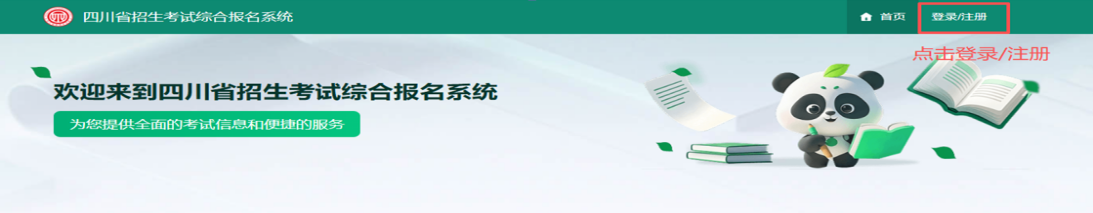 四川省招生考试综合报名系统
首页
登录/注册
点击登录/注册
欢迎来到四川省招生考试综合报名系统
为您提供全面的考试信息和便捷的服务